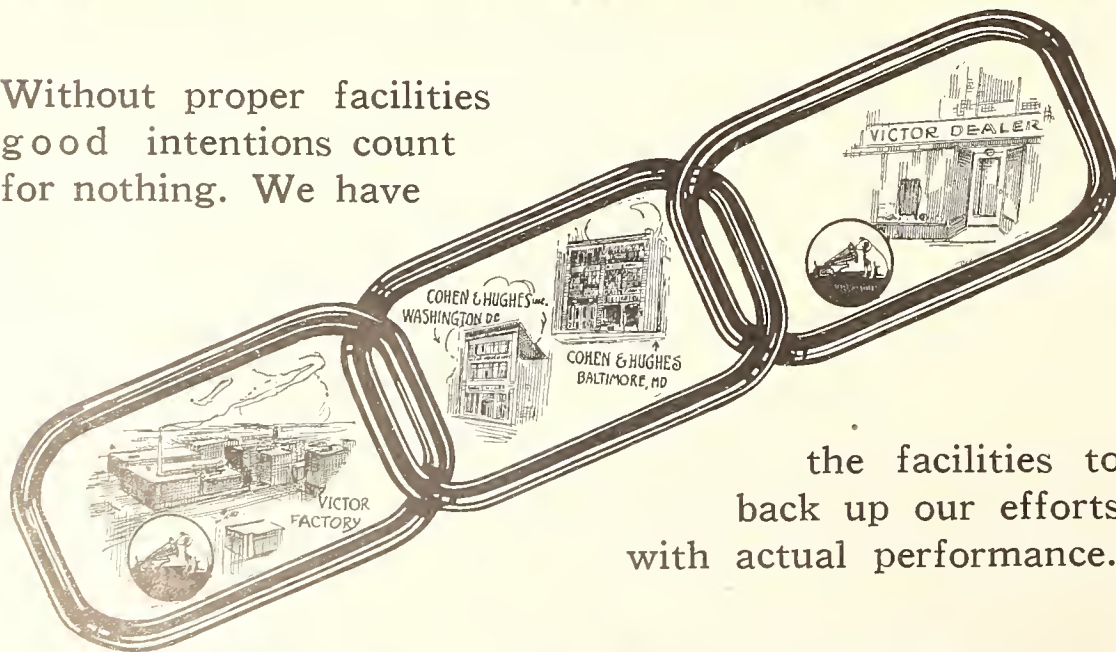 Without proper facilities
good intentions count
for nothing. We have
VICTOR DEALER
COHEN & HUGHES INC.
WASHINGTON DC
COHEN & HUGHES
BALTIMORE, MD
VICTOR
FACTORY
the facilities to
back up our efforts
with actual performance.